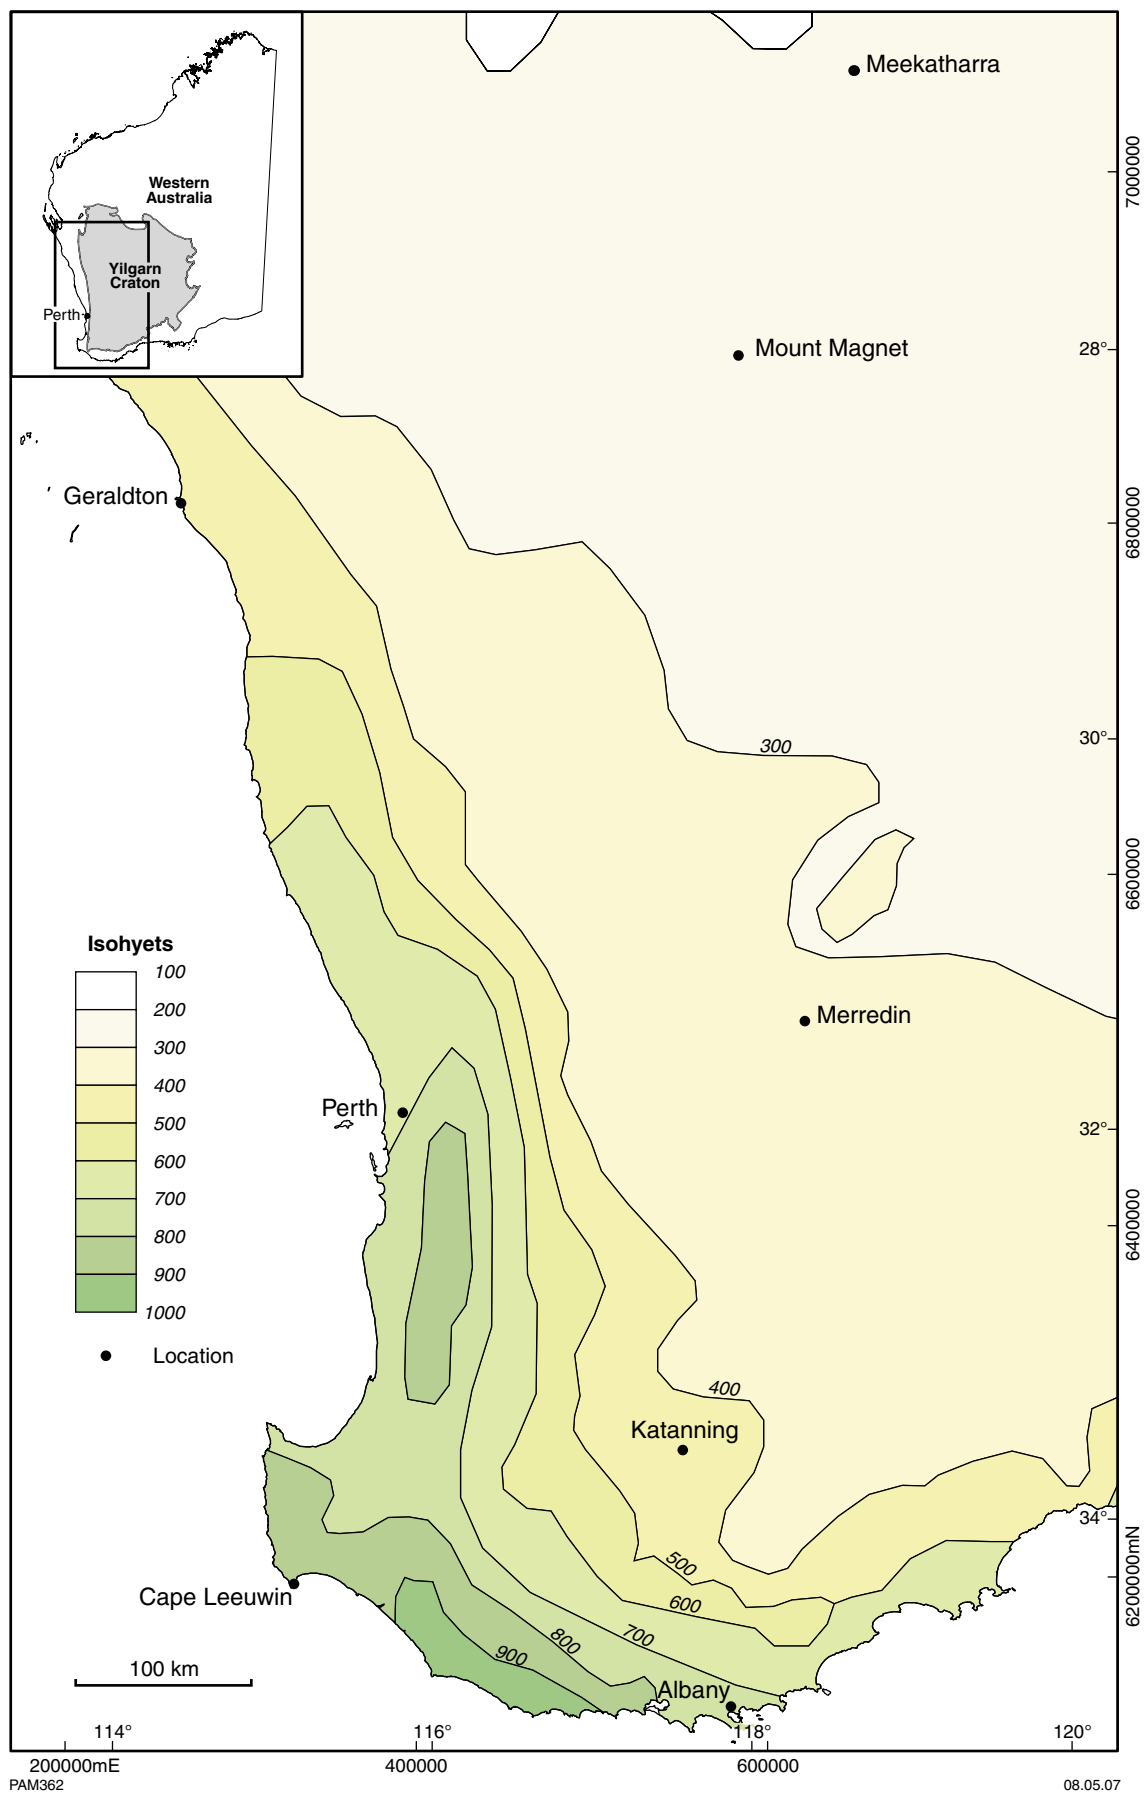 Meekatharra
Western
Australia
Yilgarn
Craton
Perth
7000000
Mount Magnet
28°
Geraldton
6800000
300
30°
6600000
Isohyets
100
200
300
400
500
600
700
800
900
1000
Location
Merredin
Perth
32°
6400000
400
Katanning
34°
500
600
700
800
900
6200000mN
Cape Leeuwin
100 km
Albany
114°
116°
118°
120°
200000mE
400000
600000
PAM362
08.05.07